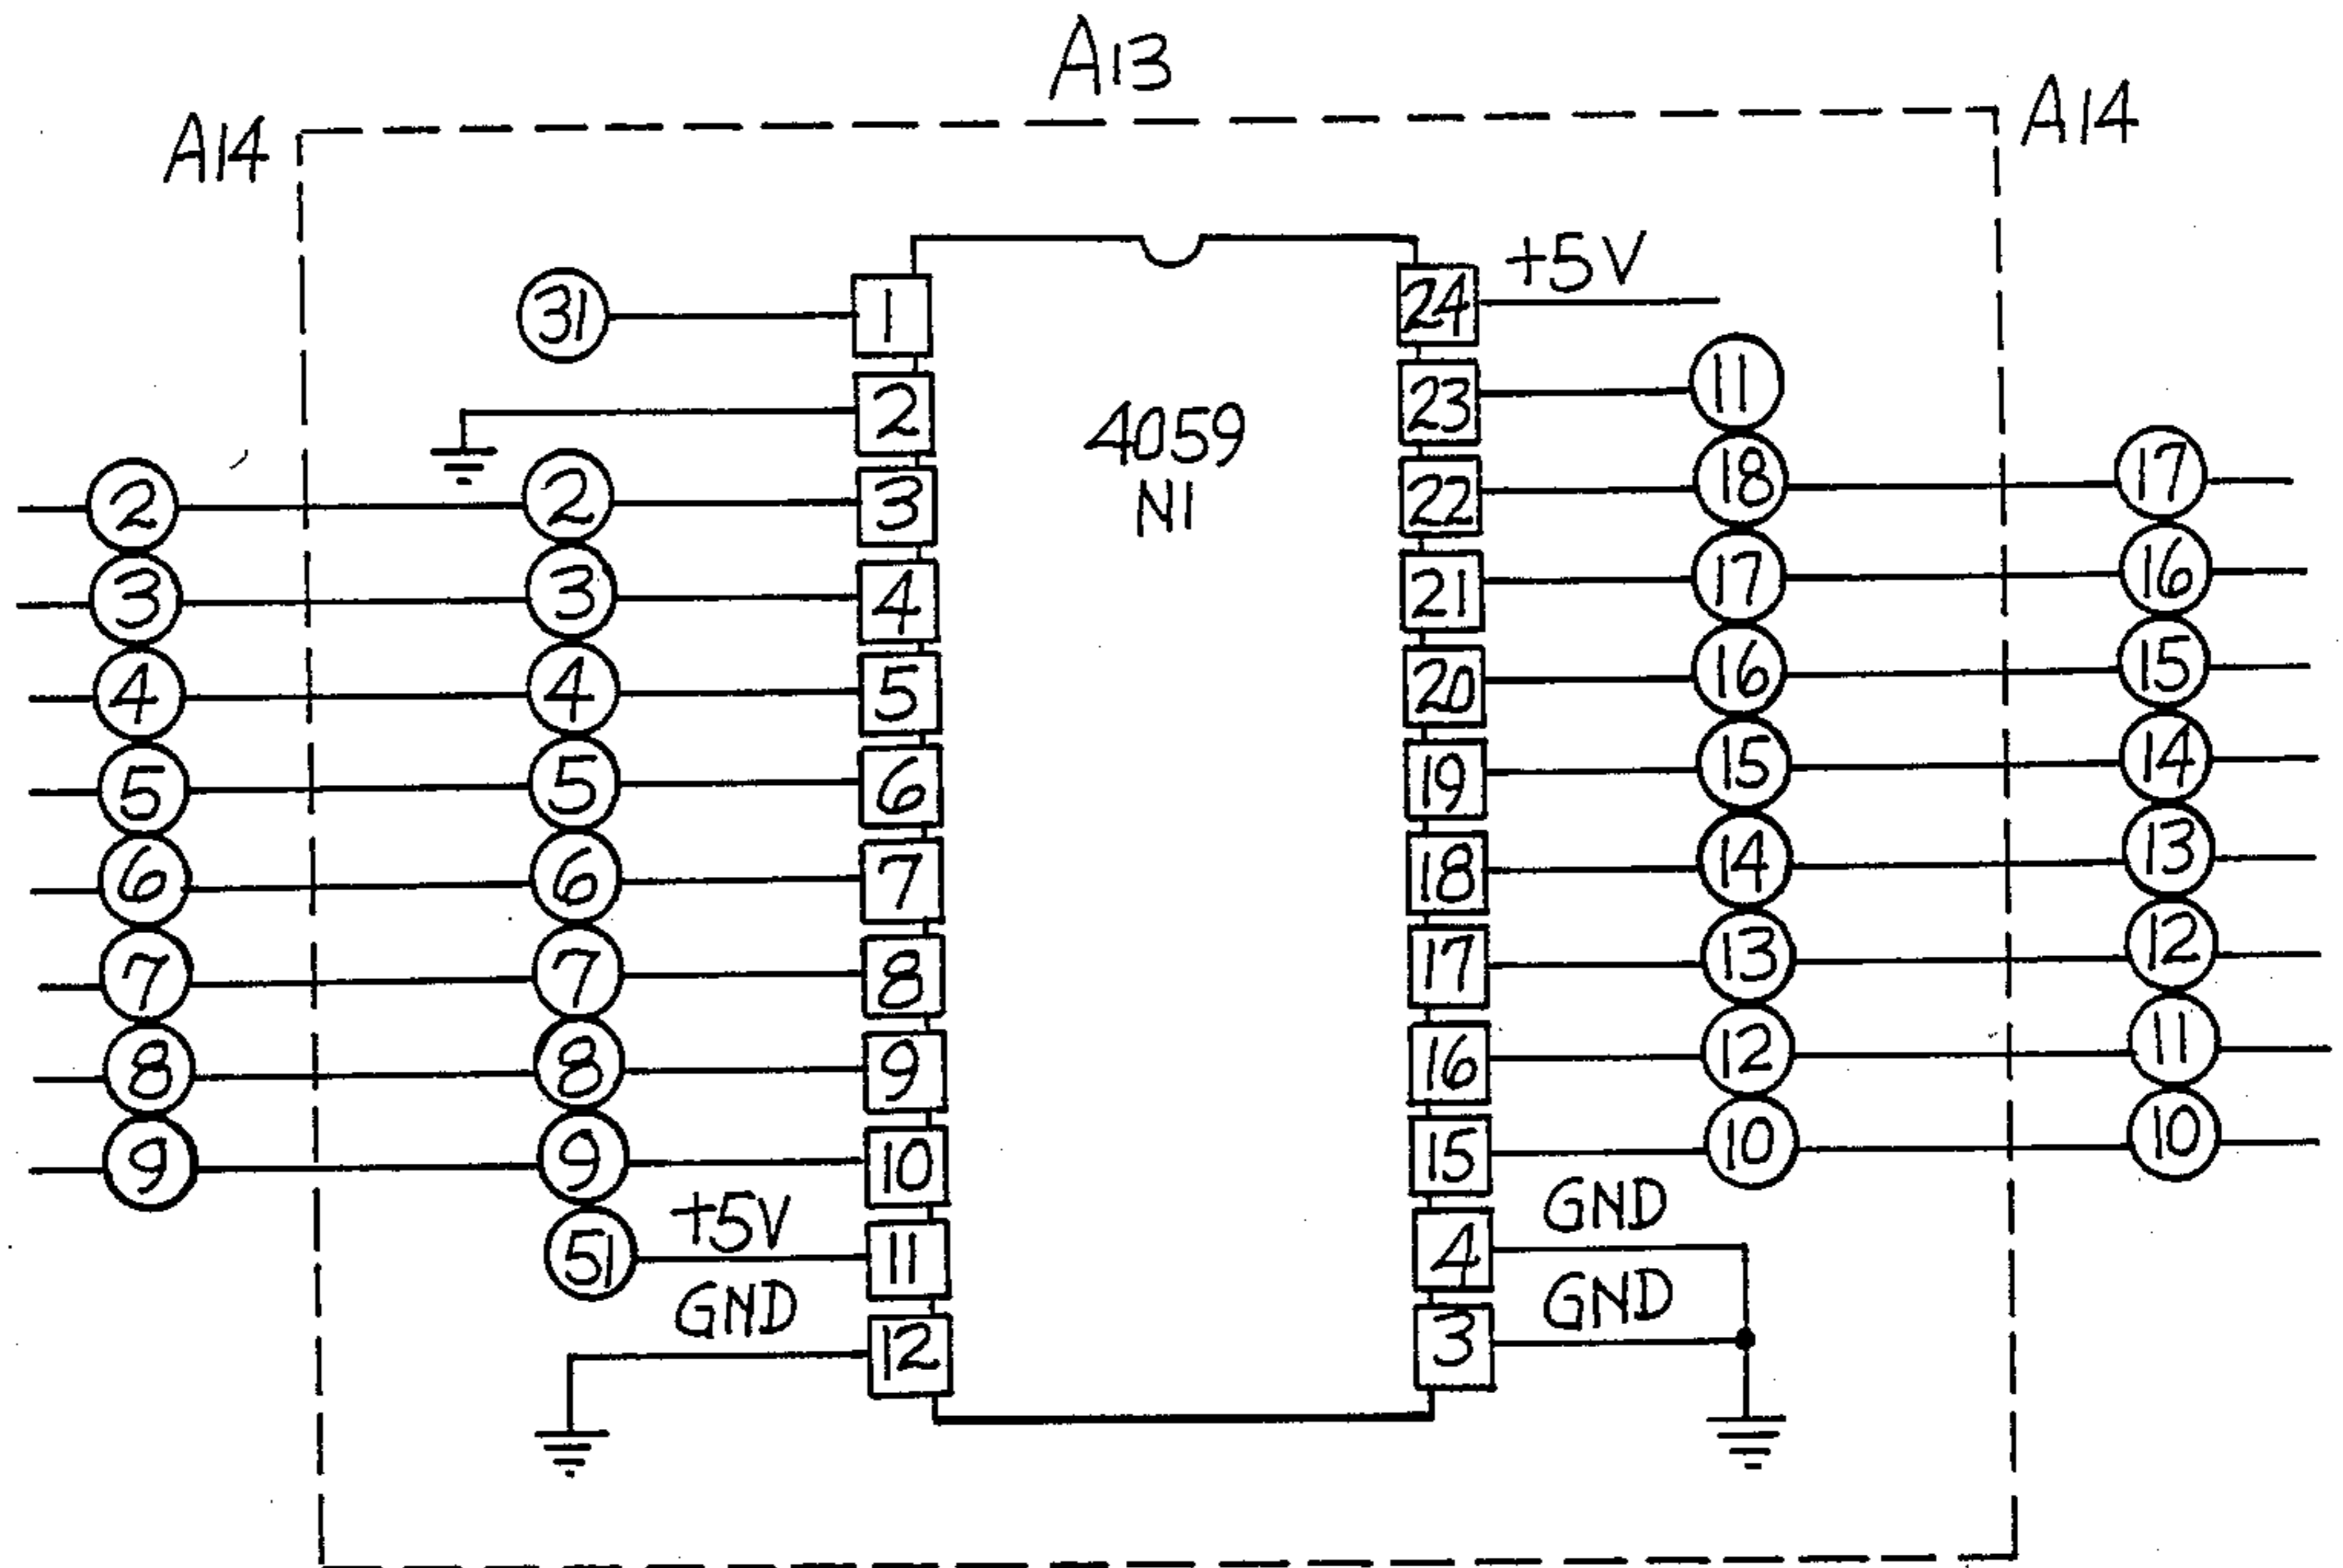 A13
A14 A14
+5V
31 1 24
11
2 4059 23
17
2 2 3 N1 22 18
3 3 4 21 17 16
4 4 5 20 16 15
5 5 6 19 15 14
6 6 7 18 14 13
7 7 8 17 13 12
8 8 9 16 12 11
9 9 10 15 10 10
+5V GND
51 11 4
GND GND
12 3